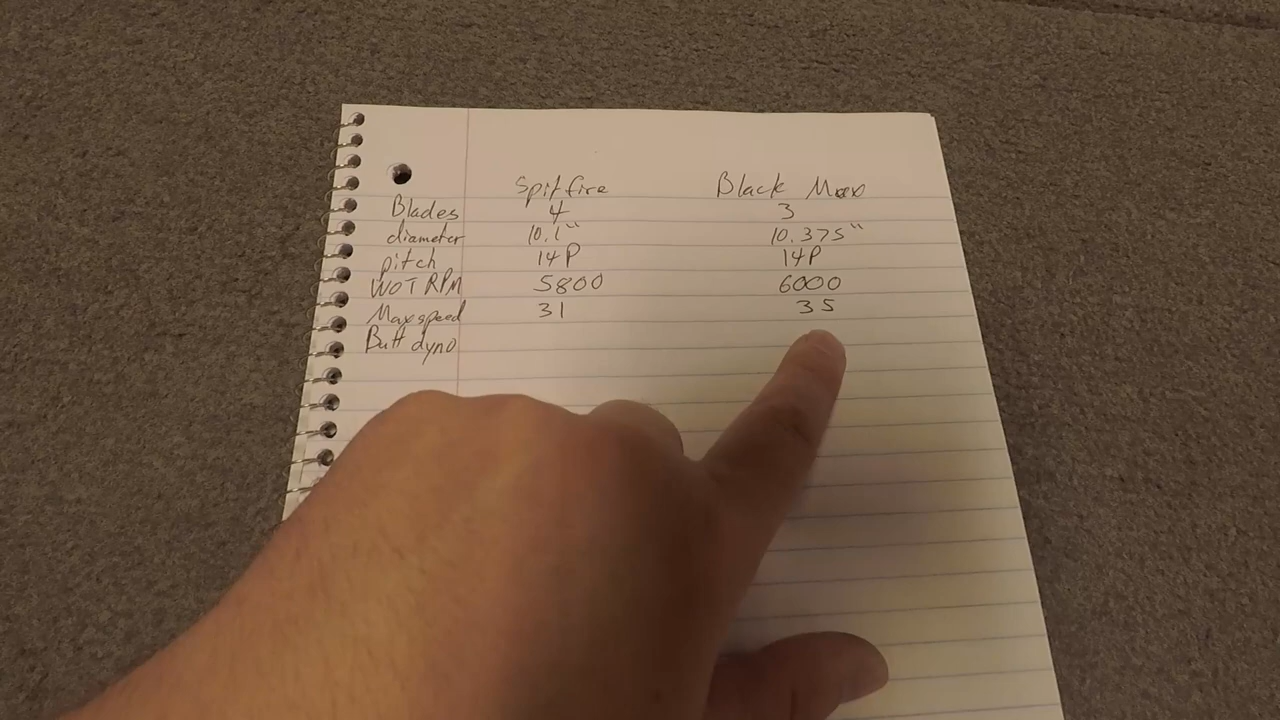 Spitfire Black Max
Blades 4 3
diameter 10.1" 10.375"
pitch 14P 14P
WOT RPM 5800 6000
Max speed 31 35
Butt dyno